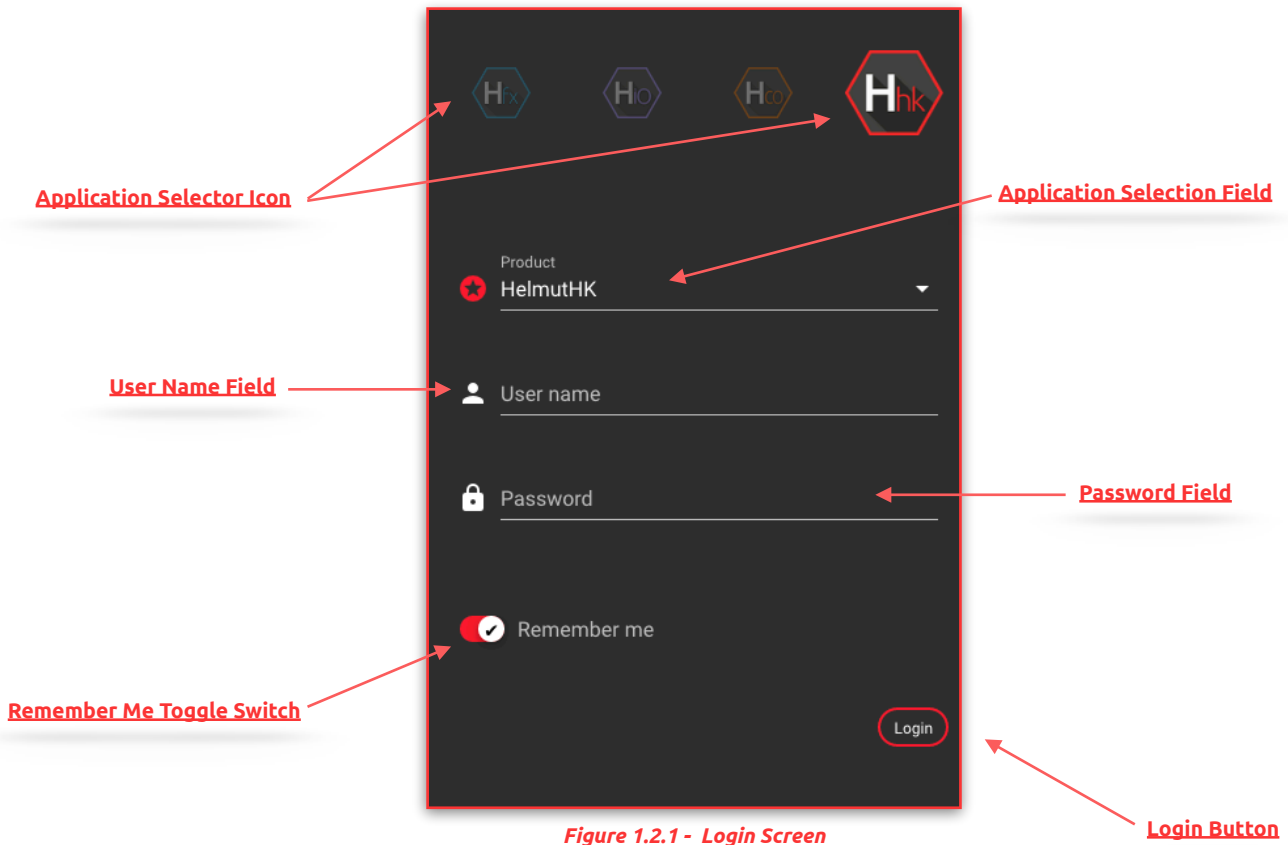 Hfx HIO HCO Hhk
Application Selector Icon
Application Selection Field
Product
HelmutHK
User Name Field
User name
Password
Password Field
Remember me
Remember Me Toggle Switch
Login
Login Button
Figure 1.2.1 - Login Screen